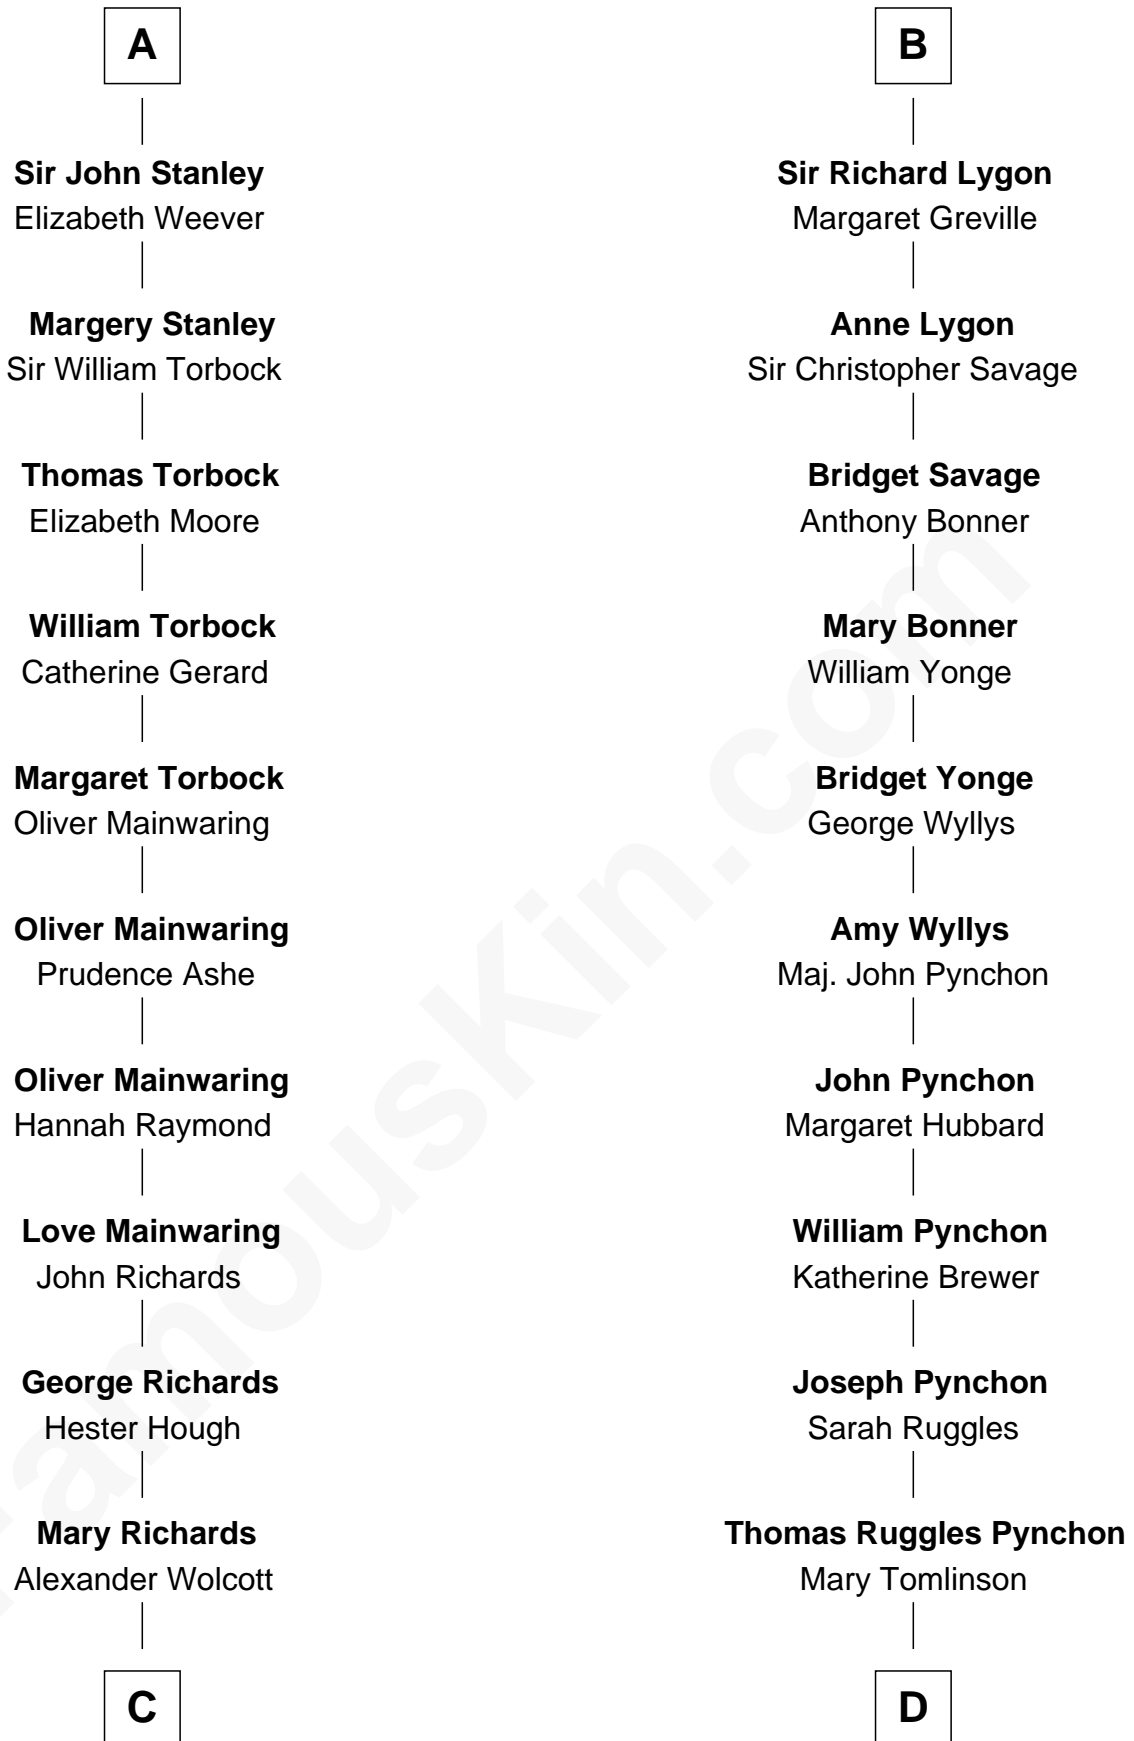 A
Sir John Stanley
Elizabeth Weever
Margery Stanley
Sir William Torbock
Thomas Torbock
Elizabeth Moore
William Torbock
Catherine Gerard
Margaret Torbock
Oliver Mainwaring
Oliver Mainwaring
Prudence Ashe
Oliver Mainwaring
Hannah Raymond
Love Mainwaring
John Richards
George Richards
Hester Hough
Mary Richards
Alexander Wolcott
C
B
Sir Richard Lygon
Margaret Greville
Anne Lygon
Sir Christopher Savage
Bridget Savage
Anthony Bonner
Mary Bonner
William Yonge
Bridget Yonge
George Wyllys
Amy Wyllys
Maj. John Pynchon
John Pynchon
Margaret Hubbard
William Pynchon
Katherine Brewer
Joseph Pynchon
Sarah Ruggles
Thomas Ruggles Pynchon
Mary Tomlinson
D
FamousKin.com